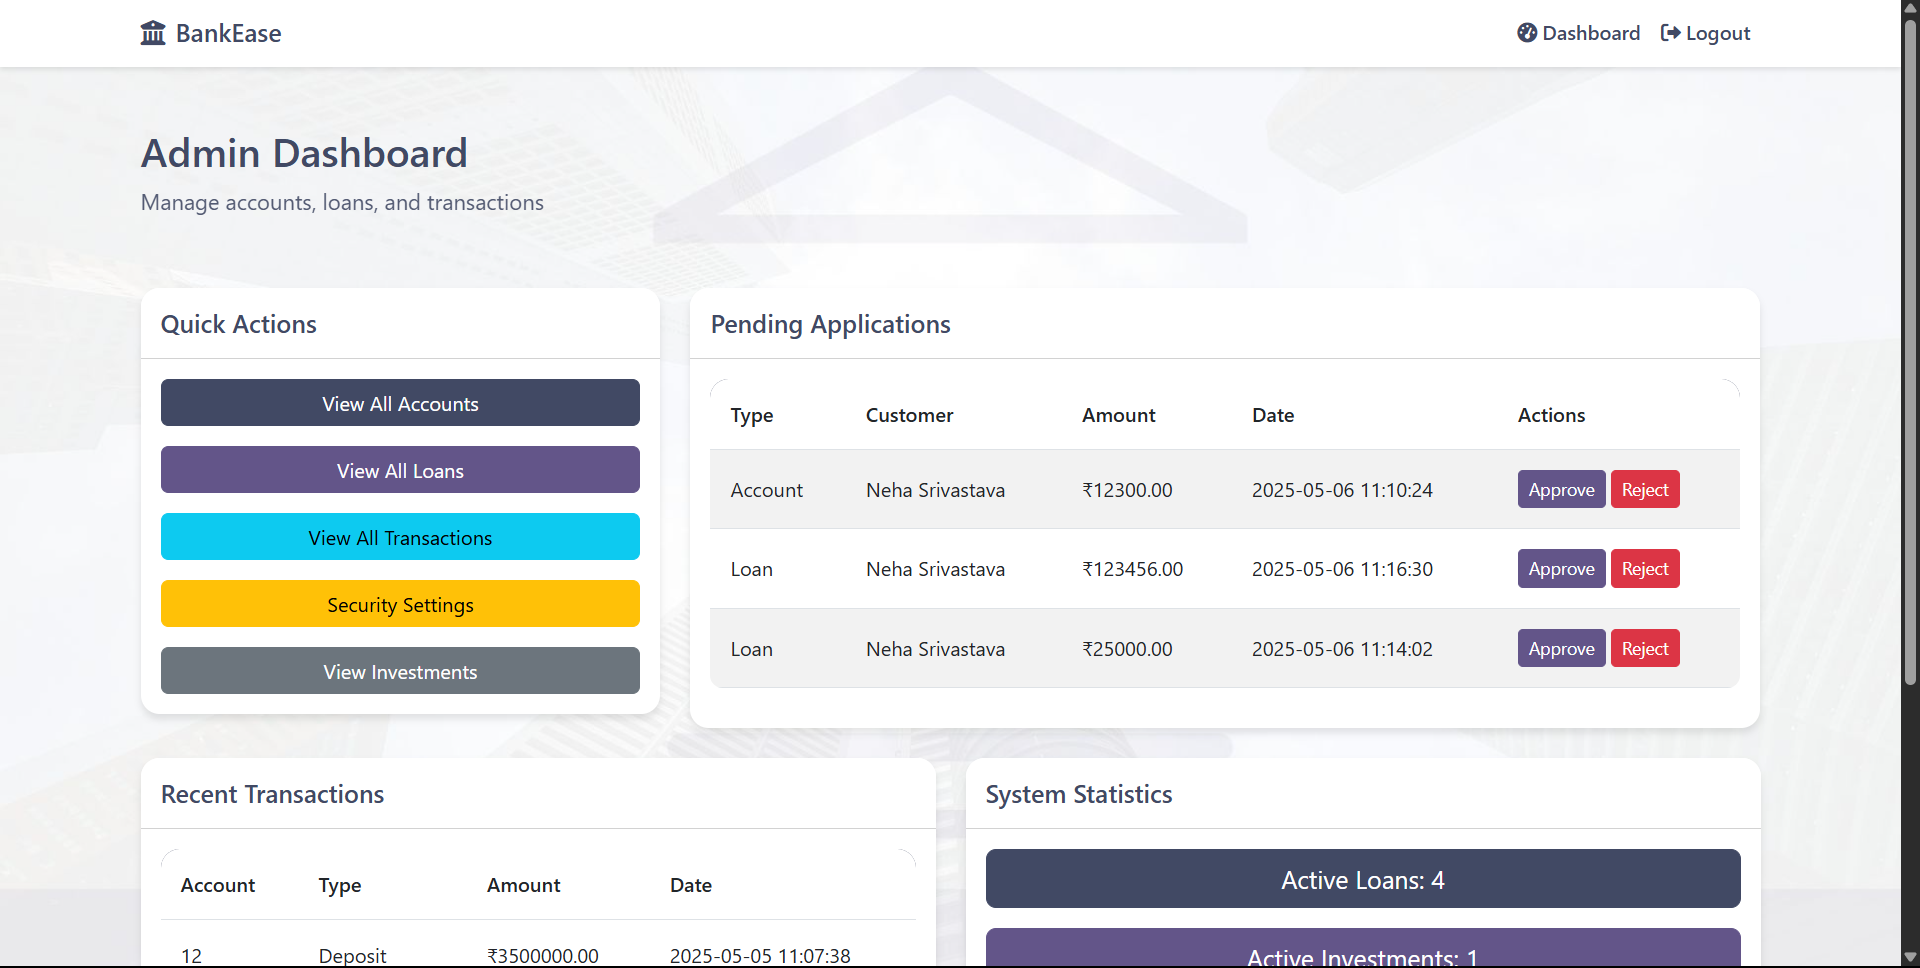 BankEase
Dashboard Logout
Admin Dashboard
Manage accounts, loans, and transactions
Quick Actions
View All Accounts
View All Loans
View All Transactions
Security Settings
View Investments
Pending Applications
Type Customer Amount Date Actions
Account Neha Srivastava ₹12300.00 2025-05-06 11:10:24 Approve Reject
Loan Neha Srivastava ₹123456.00 2025-05-06 11:16:30 Approve Reject
Loan Neha Srivastava ₹25000.00 2025-05-06 11:14:02 Approve Reject
Recent Transactions
Account Type Amount Date
12 Deposit ₹3500000.00 2025-05-05 11:07:38
System Statistics
Active Loans: 4
Active Investments: 1